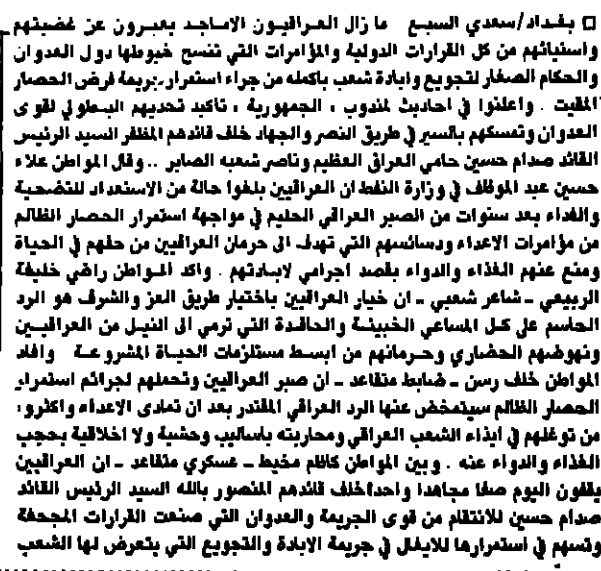 □ بغداد/سعدي السبع ما زال العراقيون الاماجد يعبرون عن غضبتهم
واستيائهم من كل القرارات الدولية والمؤامرات التي تنسج خيوطها دول العدوان
والحكام الصغار لتجويع وابادة شعب باكمله من جراء استمرار جريمة فرض الحصار
المقيت . واعلنوا في احاديث لمندوب ، الجمهورية ، تأكيد تحديهم البطولي لقوى
العدوان وتمسكهم بالسير في طريق النصر والجهاد خلف قائدهم المظفر السيد الرئيس
القائد صدام حسين حامي العراق العظيم وناصر شعبه الصابر .. وقال المواطن علاء
حسين عبد الموظف في وزارة النفط ان العراقيين بلغوا حالة من الاستعداد للتضحية
والفداء بعد سنوات من الصبر العراقي الحليم في مواجهة استمرار الحصار الظالم
من مؤامرات الاعداء ودسائسهم التي تهدف الى حرمان العراقيين من حقهم في الحياة
ومنع عنهم الغذاء والدواء بقصد اجرامي لابادتهم . واكد المواطن راضي خليفة
الربيعي - شاعر شعبي - ان خيار العراقيين باختيار طريق العز والشرف هو الرد
الحاسم على كل المساعي الخبيثة والحاقدة التي ترمي الى النيل من العراقيين
ونهوضهم الحضاري وحرمانهم من ابسط مستلزمات الحياة المشروعة وافاد
المواطن خلف رسن - ضابط متقاعد - ان صبر العراقيين وتحملهم لجرائم استمرار
الحصار الظالم سيتمخض عنها الرد العراقي المقتدر بعد ان تمادى الاعداء واكثروا
من توغلهم في ايذاء الشعب العراقي ومحاربته باساليب وحشية ولا اخلاقية بحجب
الغذاء والدواء عنه . وبين المواطن كاظم مخيط - عسكري متقاعد - ان العراقيين
يقفون اليوم صفا مجاهدا واحدا خلف قائدهم المنصور بالله السيد الرئيس القائد
صدام حسين للانتقام من قوى الجريمة والعدوان التي صنعت القرارات المجحفة
وتسهم في استمرارها للايغال في جريمة الابادة والتجويع التي يتعرض لها الشعب